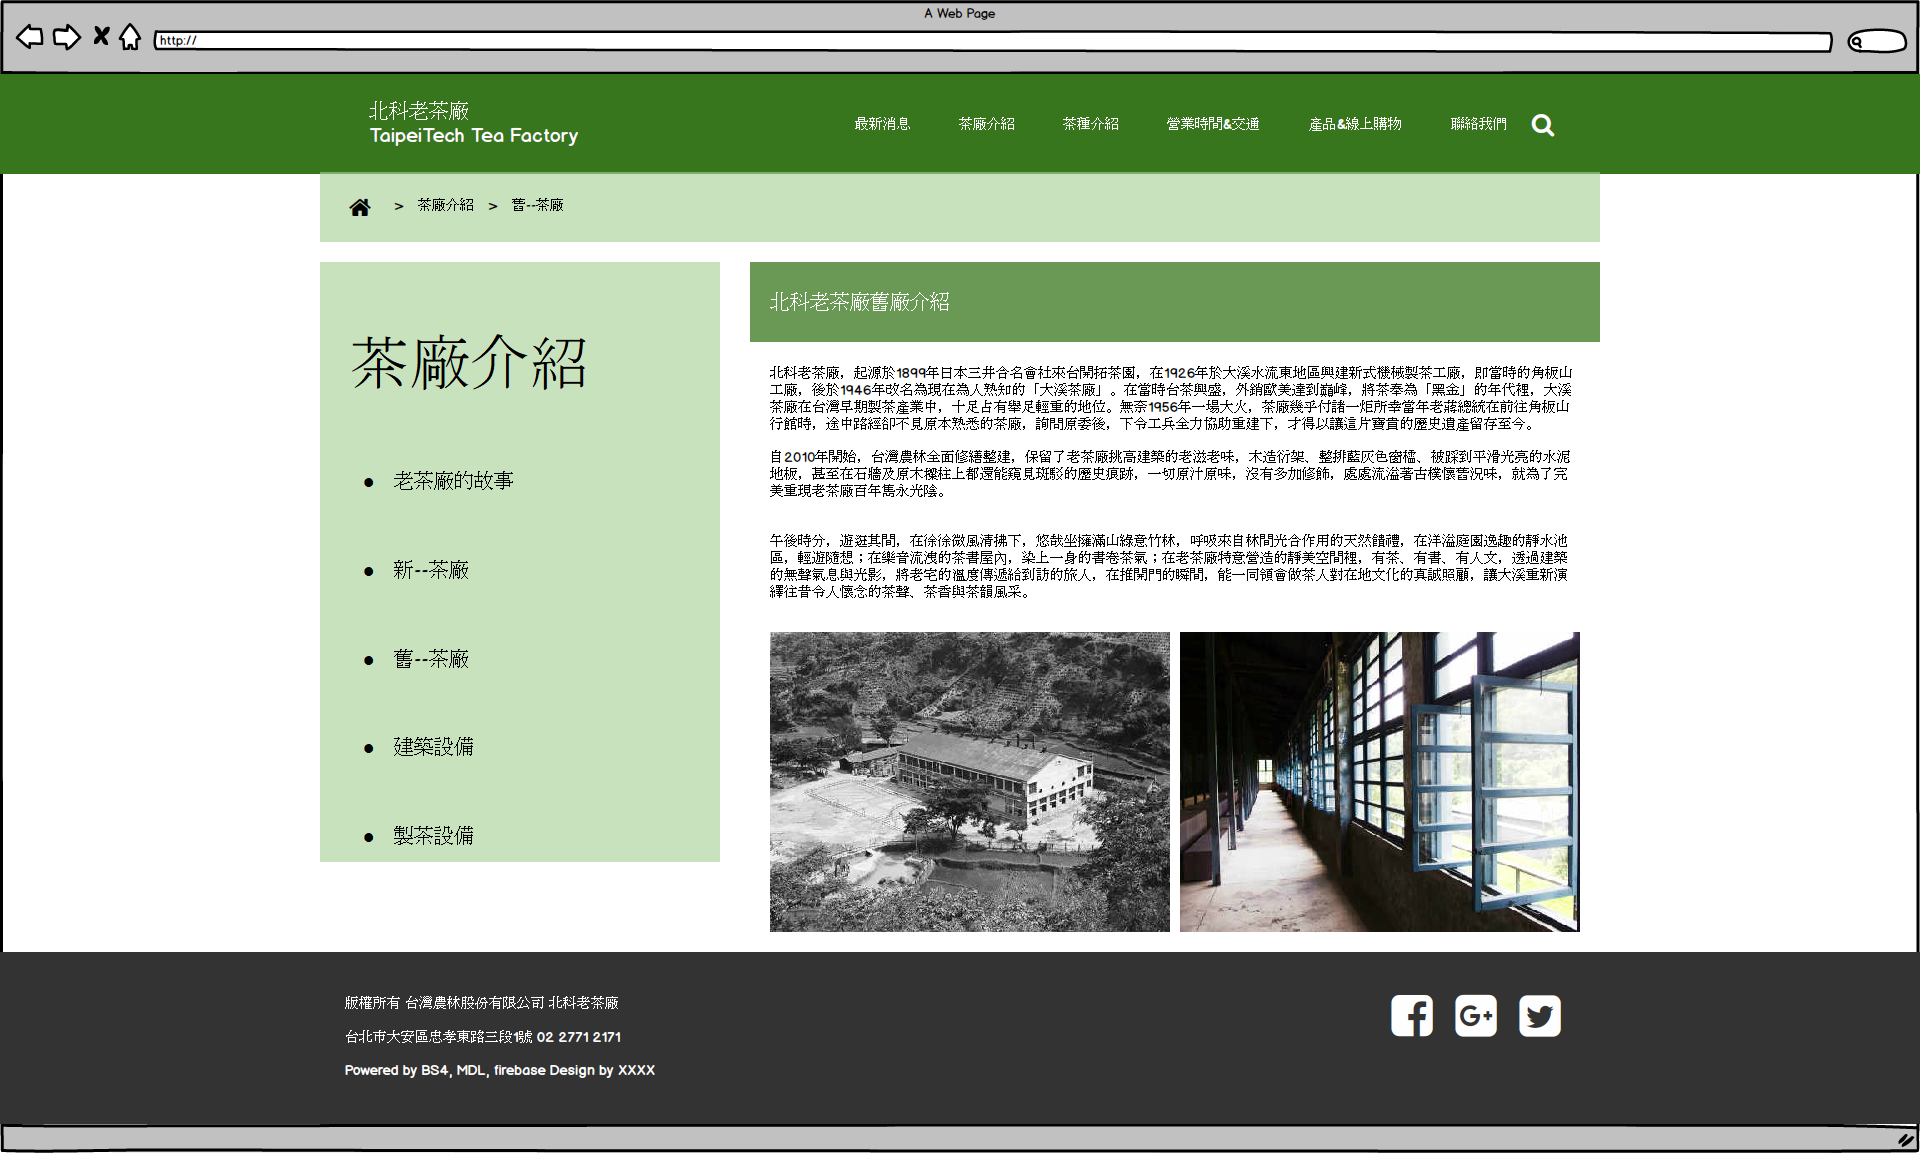 A Web Page
http://
北科老茶廠
TaipeiTech Tea Factory
最新消息 茶廠介紹 茶種介紹 營業時間&交通 產品&線上購物 聯絡我們
> 茶廠介紹 > 舊--茶廠
茶廠介紹
● 老茶廠的故事
● 新--茶廠
● 舊--茶廠
● 建築設備
● 製茶設備
北科老茶廠舊廠介紹
北科老茶廠，起源於1899年日本三井合名會社來台開拓茶園，在1926年於大溪水流東地區興建新式機械製茶工廠，即當時的角板山
工廠，後於1946年改名為現在為人熟知的「大溪茶廠」。在當時台茶興盛，外銷歐美達到巔峰，將茶奉為「黑金」的年代裡，大溪
茶廠在台灣早期製茶產業中，十足占有舉足輕重的地位。無奈1956年一場大火，茶廠幾乎付諸一炬所幸當年老蔣總統在前往角板山
行館時，途中路經卻不見原本熟悉的茶廠，詢問原委後，下令工兵全力協助重建下，才得以讓這片寶貴的歷史遺產留存至今。
自2010年開始，台灣農林全面修繕整建，保留了老茶廠挑高建築的老滋老味，木造衍架、整排藍灰色窗櫺、被踩到平滑光亮的水泥
地板，甚至在石牆及原木樑柱上都還能窺見斑駁的歷史痕跡，一切原汁原味，沒有多加修飾，處處流溢著古樸懷舊況味，就為了完
美重現老茶廠百年雋永光陰。
午後時分，遊逛其間，在徐徐微風清拂下，悠哉坐擁滿山綠意竹林，呼吸來自林間光合作用的天然饋禮，在洋溢庭園逸趣的靜水池
區，輕遊隨想；在樂音流洩的茶書屋內，染上一身的書卷茶氣；在老茶廠特意營造的靜美空間裡，有茶、有書、有人文，透過建築
的無聲氣息與光影，將老宅的溫度傳遞給到訪的旅人，在推開門的瞬間，能一同領會做茶人對在地文化的真誠照顧，讓大溪重新演
繹往昔令人懷念的茶聲、茶香與茶韻風采。
版權所有 台灣農林股份有限公司 北科老茶廠
台北市大安區忠孝東路三段1號 02 2771 2171
Powered by BS4, MDL, firebase Design by XXXX